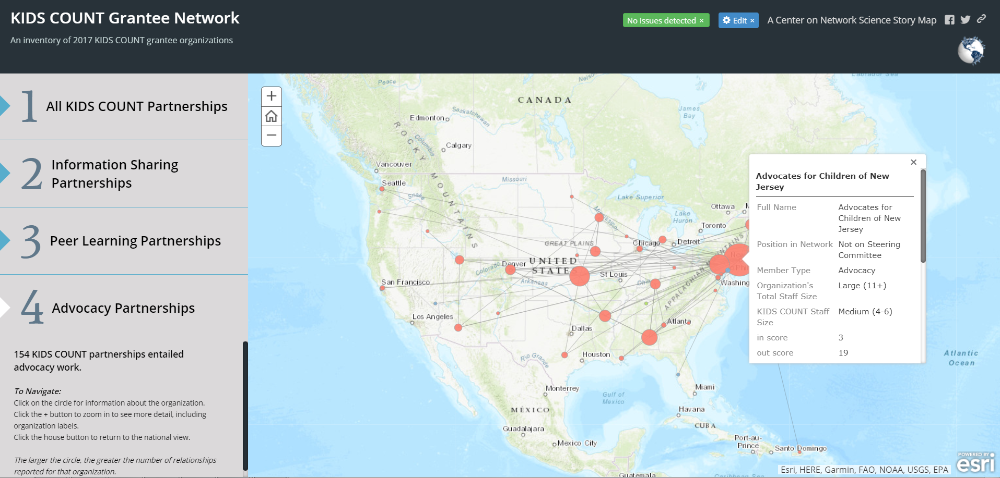 KIDS COUNT Grantee Network
An inventory of 2017 KIDS COUNT grantee organizations
No issues detected ×
Edit ×
A Center on Network Science Story Map
1 All KIDS COUNT Partnerships
2 Information Sharing
Partnerships
3 Peer Learning Partnerships
4 Advocacy Partnerships
154 KIDS COUNT partnerships entailed
advocacy work.
To Navigate:
Click on the circle for information about the organization.
Click the + button to zoom in to see more detail, including
organization labels.
Click the house button to return to the national view.
The larger the circle, the greater the number of relationships
reported for that organization.
Peace
Labrador Sea
CANADA
Saskatchewan
James
Bay
Edmonton
ROCKY MOUNTAINS
Columbia
Calgary
Vancouver
Missouri
Seattle
Snake
Lake Superior
Ottawa
Mississippi
Lake
Huron
Toronto
GREAT PLAINS
Chicago
Detroit
APPALACHIAN MOUNTAINS
UNITED
STATES
Denver
Colorado
St Louis
Arkansas
Ohio
San Francisco
Washing
Los Angeles
Atlanta
Dallas
Houston
Rio Grande
Monterrey
Miami
Gulf of
Mexico
MÉXICO
Havana
Guadalajara
CUBA
Mexico City
Port-au-
Prince
Santo Domingo
Guatemala
Caribbean Sea
Atlantic
Ocean
Advocates for Children of New
Jersey
Full Name Advocates for
Children of New
Jersey
Position in Network Not on Steering
Committee
Member Type Advocacy
Organization's Large (11+)
Total Staff Size
KIDS COUNT Staff Medium (4-6)
Size
in score 3
out score 19
POWERED BY
esri
Esri, HERE, Garmin, FAO, NOAA, USGS, EPA